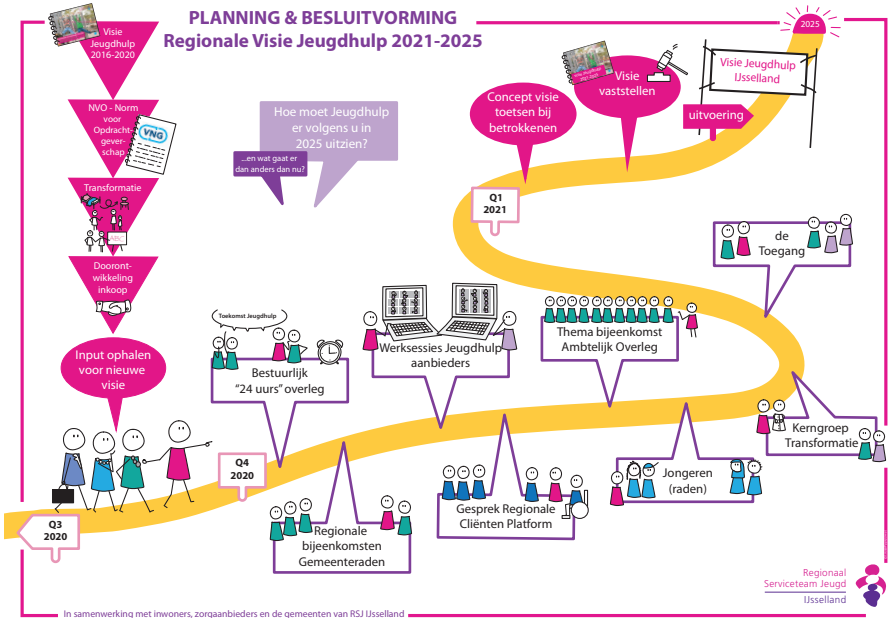 PLANNING & BESLUITVORMING
Regionale Visie Jeugdhulp 2021-2025
Visie
Jeugdhulp
2016-2020
NVO - Norm
voor
Opdracht-
gever-
schap
VNG
Transformatie
Dooront-
wikkeling
inkoop
Input ophalen
voor nieuwe
visie
Hoe moet Jeugdhulp
er volgens u in
2025 uitzien?
...en wat gaat er
dan anders dan nu?
Q3
2020
Q4
2020
Toekomst Jeugdhulp
Bestuurlijk
“24 uurs” overleg
Regionale
bijeenkomsten
Gemeenteraden
Werksessies Jeugdhulp
aanbieders
Gesprek Regionale
Cliënten Platform
Thema bijeenkomst
Ambtelijk Overleg
Jongeren
(raden)
Kerngroep
Transformatie
de
Toegang
Q1
2021
Concept visie
toetsen bij
betrokkenen
Visie
vaststellen
uitvoering
Visie Jeugdhulp
IJsselland
2025
Regionaal
Serviceteam Jeugd
IJsselland
In samenwerking met inwoners, zorgaanbieders en de gemeenten van RSJ IJsselland